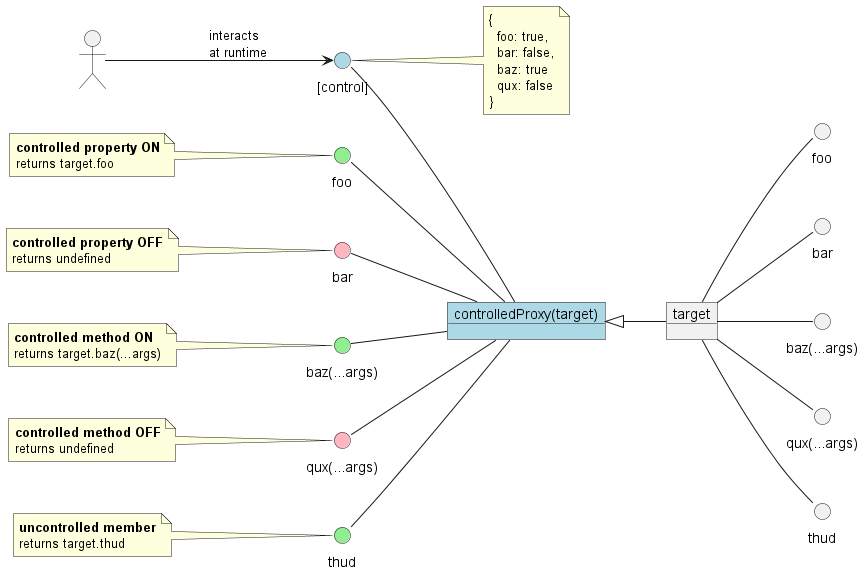 interacts
at runtime
{
foo: true,
bar: false,
baz: true
qux: false
}
[control]
controlled property ON
returns target.foo
foo
controlled property OFF
returns undefined
bar
controlled method ON
returns target.baz(...args)
baz(...args)
controlled method OFF
returns undefined
qux(...args)
uncontrolled member
returns target.thud
thud
controlledProxy(target)
target
foo
bar
baz(...args)
qux(...args)
thud